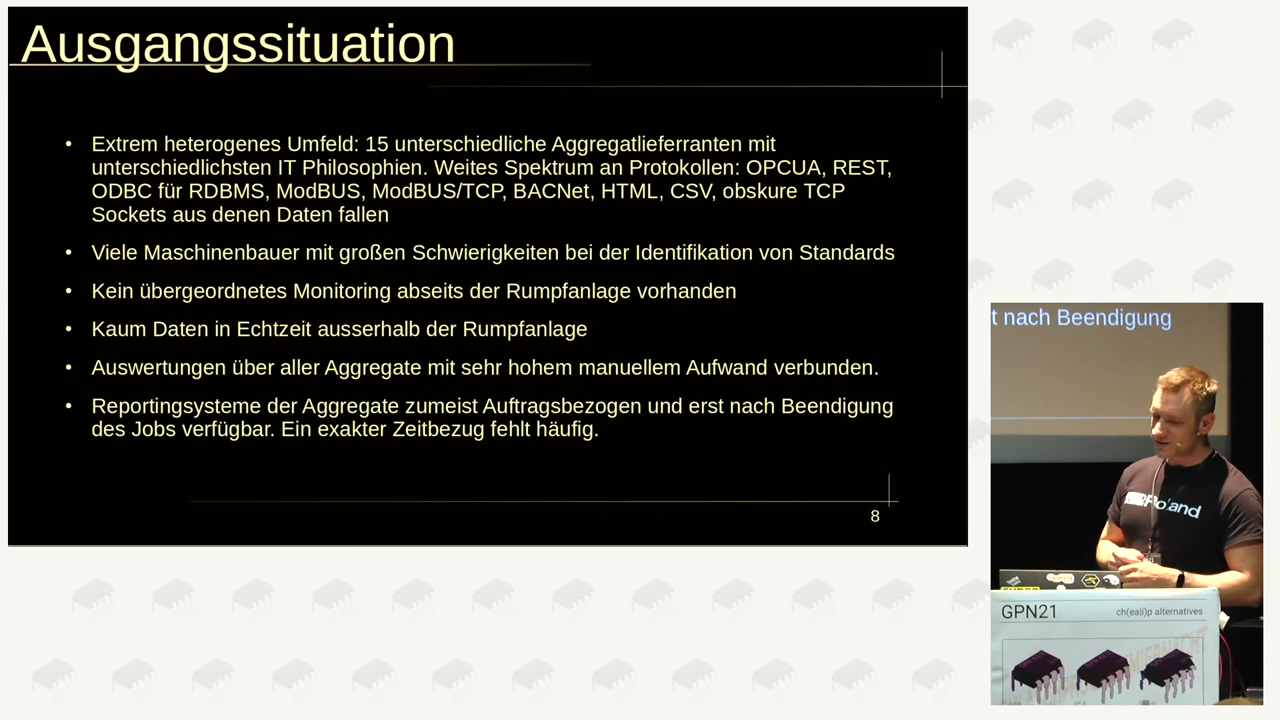 Ausgangssituation
• Extrem heterogenes Umfeld: 15 unterschiedliche Aggregatlieferranten mit
unterschiedlichsten IT Philosophien. Weites Spektrum an Protokollen: OPCUA, REST,
ODBC für RDBMS, ModBUS, ModBUS/TCP, BACNet, HTML, CSV, obskure TCP
Sockets aus denen Daten fallen
• Viele Maschinenbauer mit großen Schwierigkeiten bei der Identifikation von Standards
• Kein übergeordnetes Monitoring abseits der Rumpfanlage vorhanden
• Kaum Daten in Echtzeit ausserhalb der Rumpfanlage
• Auswertungen über aller Aggregate mit sehr hohem manuellem Aufwand verbunden.
• Reportingsysteme der Aggregate zumeist Auftragsbezogen und erst nach Beendigung
des Jobs verfügbar. Ein exakter Zeitbezug fehlt häufig.
8
t nach Beendigung
Roland
GPN21
ch(ea|i)p alternatives